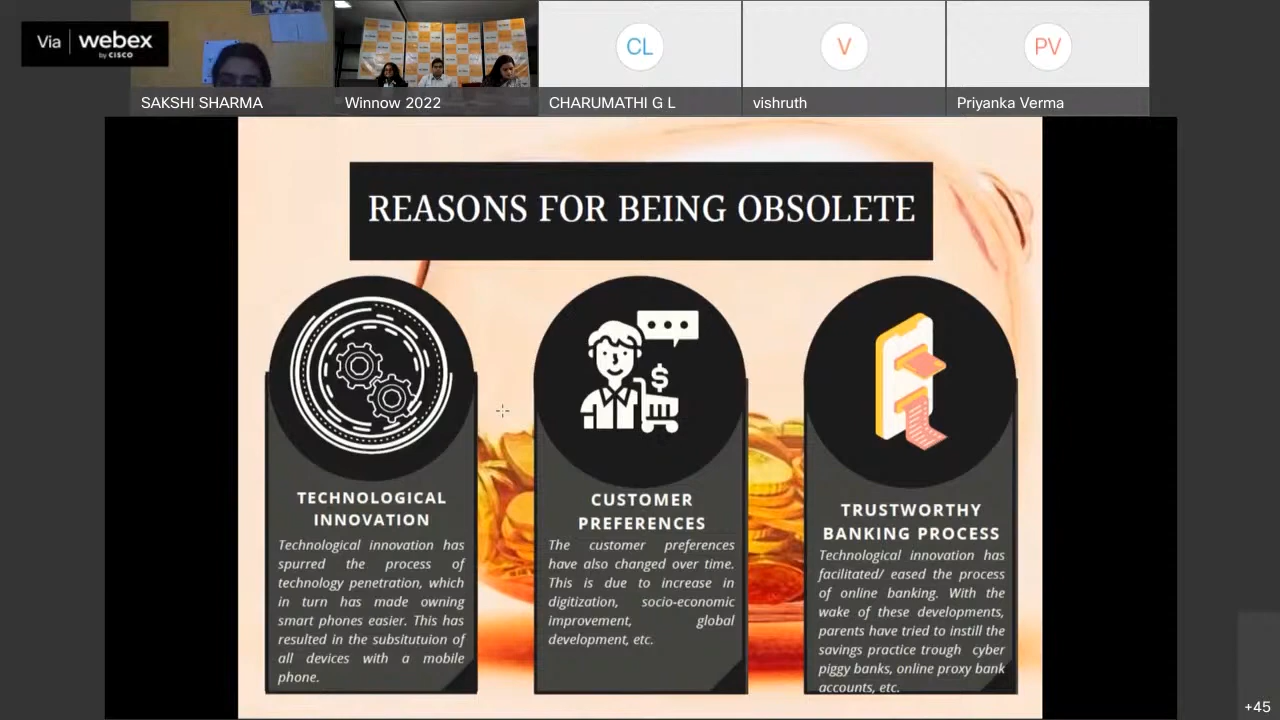 Via webex
by CISCO
SAKSHI SHARMA
Winnow 2022
CL
CHARUMATHI G L
V
vishruth
PV
Priyanka Verma
REASONS FOR BEING OBSOLETE
TECHNOLOGICAL
INNOVATION
Technological innovation has
spurred the process of
technology penetration, which
in turn has made owning
smart phones easier. This has
resulted in the subsitutuion of
all devices with a mobile
phone.
CUSTOMER
PREFERENCES
The customer preferences
have also changed over time.
This is due to increase in
digitization, socio-economic
improvement, global
development, etc.
TRUSTWORTHY
BANKING PROCESS
Technological innovation has
facilitated/ eased the process
of online banking. With the
wake of these developments,
parents have tried to instill the
savings practice trough cyber
piggy banks, online proxy bank
accounts, etc.
+45